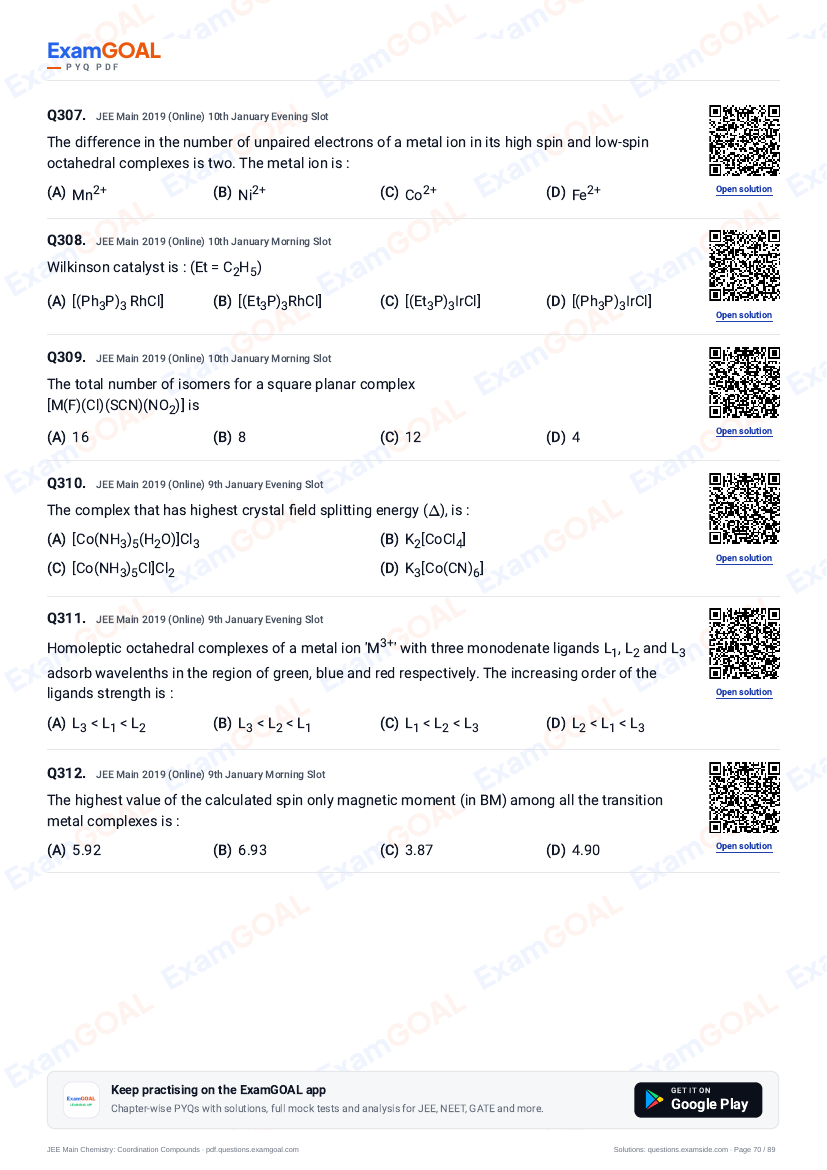 ExamGOAL
PYQ PDF
Q307. JEE Main 2019 (Online) 10th January Evening Slot
The difference in the number of unpaired electrons of a metal ion in its high spin and low-spin
octahedral complexes is two. The metal ion is :
(A) Mn²⁺ (B) Ni²⁺ (C) Co²⁺ (D) Fe²⁺
Open solution
Q308. JEE Main 2019 (Online) 10th January Morning Slot
Wilkinson catalyst is : (Et = C₂H₅)
(A) [(Ph₃P)₃ RhCl] (B) [(Et₃P)₃RhCl] (C) [(Et₃P)₃IrCl] (D) [(Ph₃P)₃IrCl]
Open solution
Q309. JEE Main 2019 (Online) 10th January Morning Slot
The total number of isomers for a square planar complex
[M(F)(Cl)(SCN)(NO₂)] is
(A) 16 (B) 8 (C) 12 (D) 4
Open solution
Q310. JEE Main 2019 (Online) 9th January Evening Slot
The complex that has highest crystal field splitting energy (Δ), is :
(A) [Co(NH₃)₅(H₂O)]Cl₃ (B) K₂[CoCl₄]
(C) [Co(NH₃)₅Cl]Cl₂ (D) K₃[Co(CN)₆]
Open solution
Q311. JEE Main 2019 (Online) 9th January Evening Slot
Homoleptic octahedral complexes of a metal ion 'M³⁺' with three monodenate ligands L₁, L₂ and L₃
adsorb wavelenths in the region of green, blue and red respectively. The increasing order of the
ligands strength is :
(A) L₃ < L₁ < L₂ (B) L₃ < L₂ < L₁ (C) L₁ < L₂ < L₃ (D) L₂ < L₁ < L₃
Open solution
Q312. JEE Main 2019 (Online) 9th January Morning Slot
The highest value of the calculated spin only magnetic moment (in BM) among all the transition
metal complexes is :
(A) 5.92 (B) 6.93 (C) 3.87 (D) 4.90
Open solution
ExamGOAL
Keep practising on the ExamGOAL app
Chapter-wise PYQs with solutions, full mock tests and analysis for JEE, NEET, GATE and more.
GET IT ON
Google Play
JEE Main Chemistry: Coordination Compounds · pdf.questions.examgoal.com
Solutions: questions.examside.com · Page 70 / 89